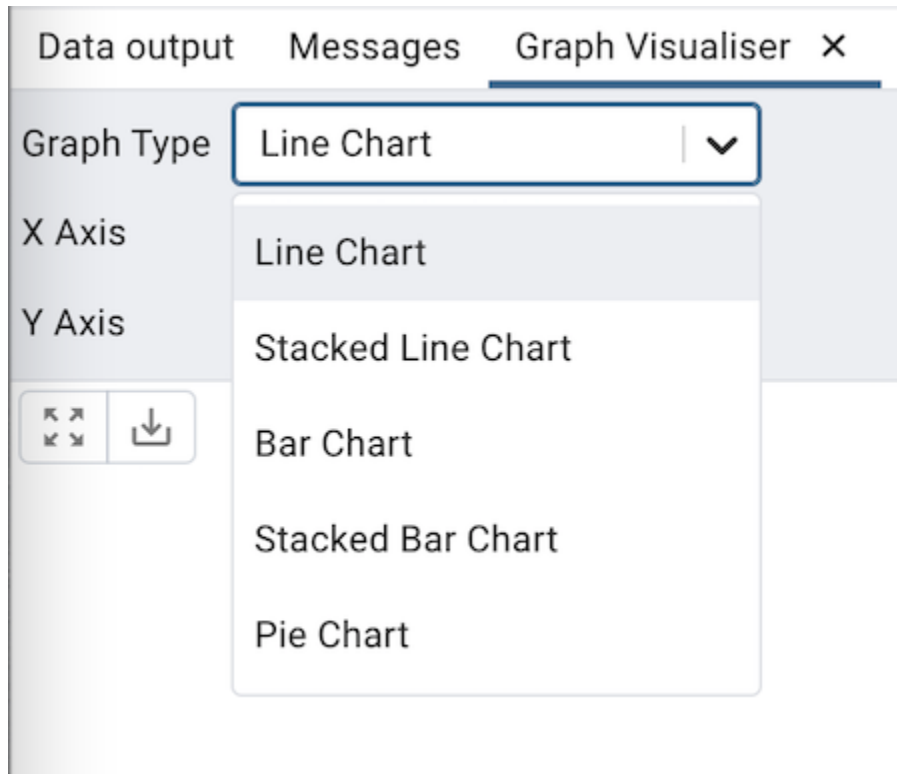 Data output Messages Graph Visualiser ×
Graph Type Line Chart
X Axis
Line Chart
Y Axis
Stacked Line Chart
Bar Chart
Stacked Bar Chart
Pie Chart